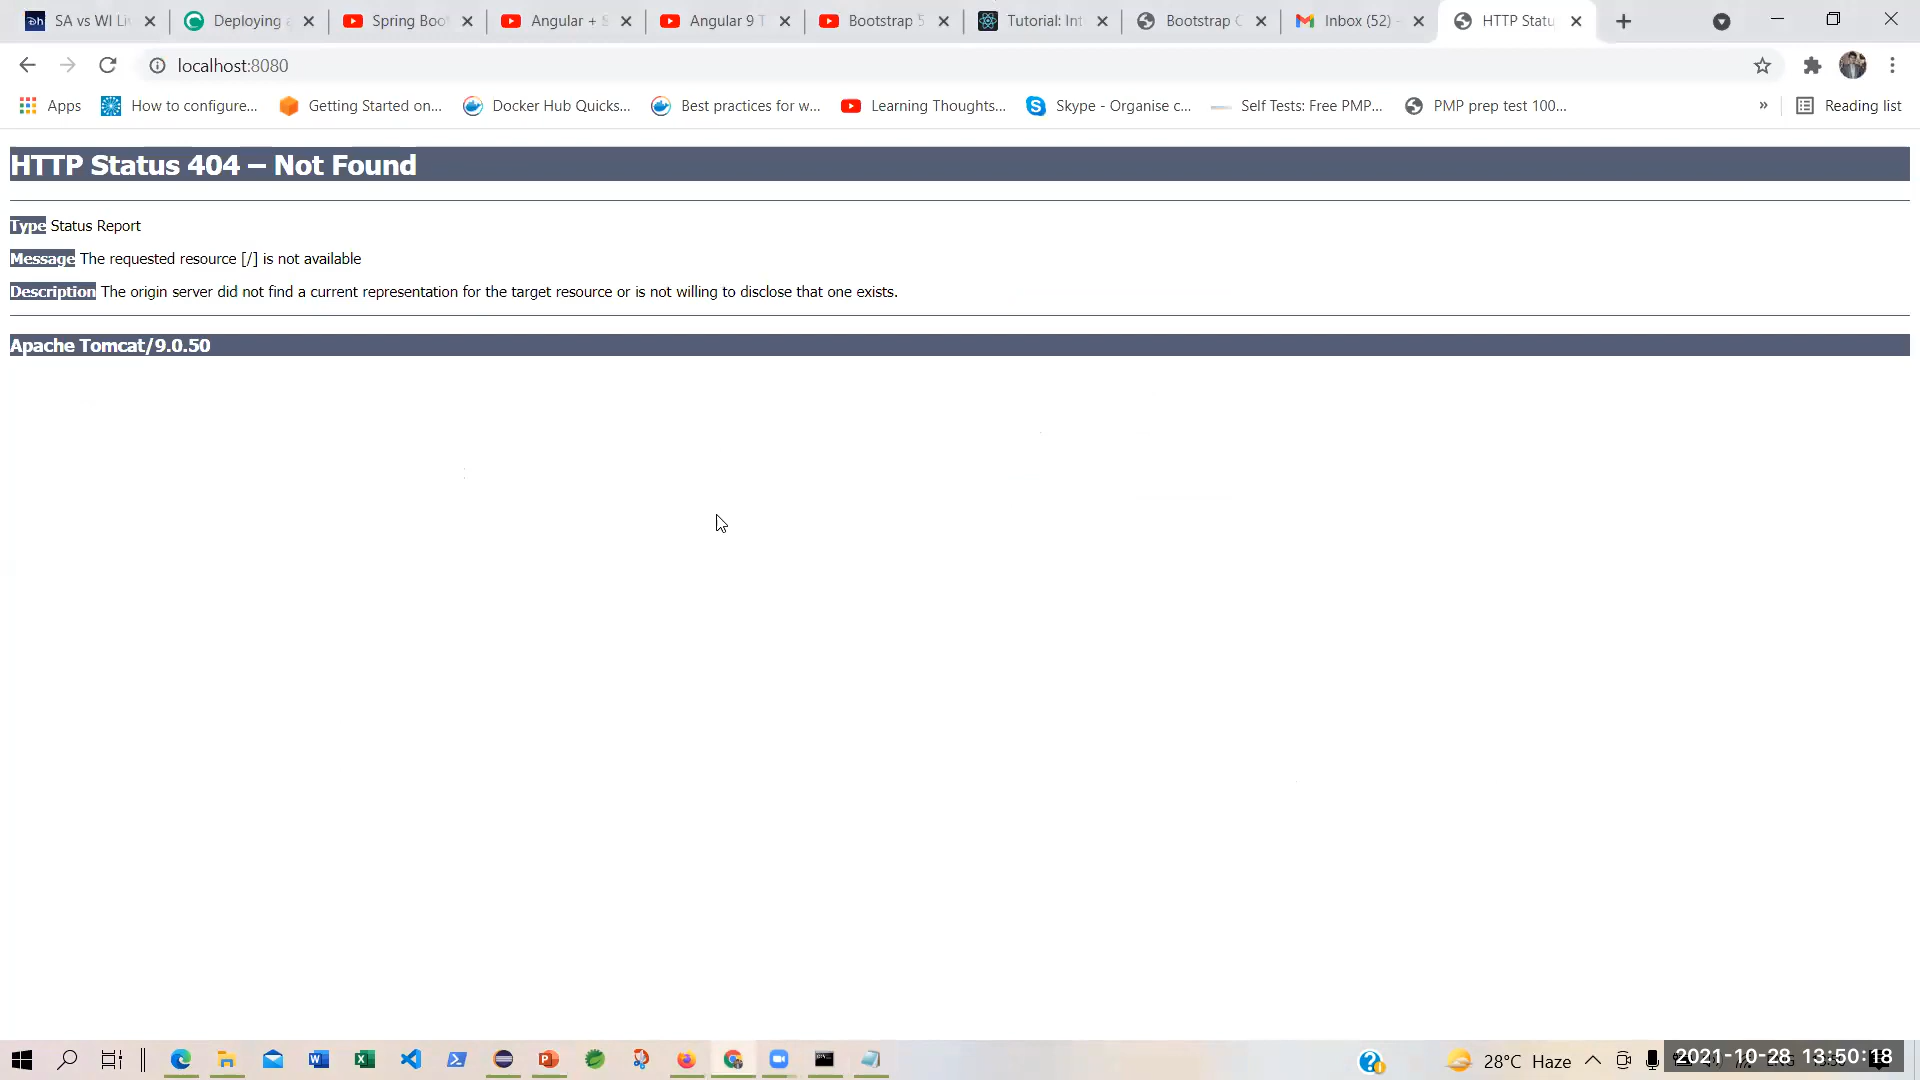 SA vs WI Li
Deploying
Spring Boo
Angular + S
Angular 9 T
Bootstrap 5
Tutorial: Int
Bootstrap C
Inbox (52) -
HTTP Statu
localhost:8080
Apps
How to configure...
Getting Started on...
Docker Hub Quicks...
Best practices for w...
Learning Thoughts...
Skype - Organise c...
Self Tests: Free PMP...
PMP prep test 100...
»
Reading list
HTTP Status 404 – Not Found
Type Status Report
Message The requested resource [/] is not available
Description The origin server did not find a current representation for the target resource or is not willing to disclose that one exists.
Apache Tomcat/9.0.50
28°C Haze
2021-10-28 13:50:18